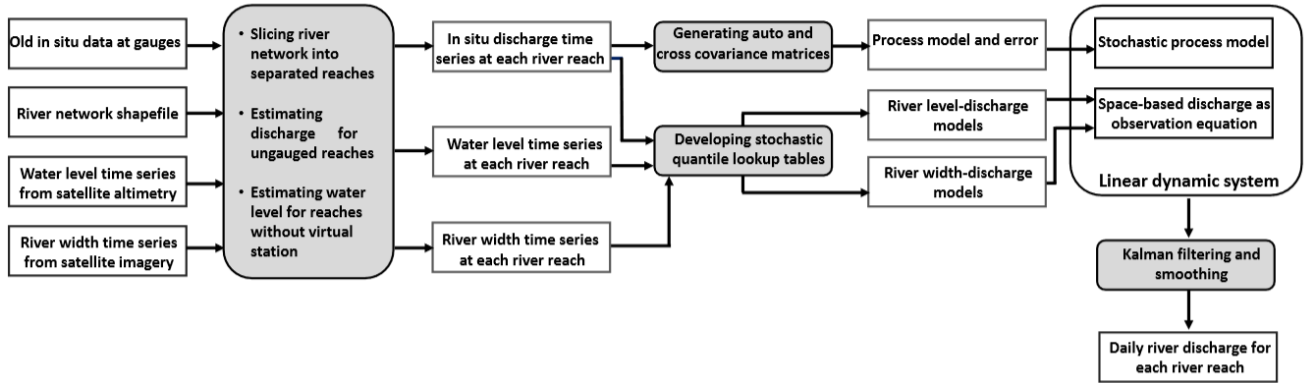 Old in situ data at gauges
River network shapefile
Water level time series
from satellite altimetry
River width time series
from satellite imagery
• Slicing river
network into
separated reaches
• Estimating
discharge for
ungauged reaches
• Estimating water
level for reaches
without virtual
station
In situ discharge time
series at each river reach
Water level time series
at each river reach
River width time series
at each river reach
Generating auto and
cross covariance matrices
Developing stochastic
quantile lookup tables
Process model and error
River level-discharge
models
River width-discharge
models
Stochastic process model
Space-based discharge as
observation equation
Linear dynamic system
Kalman filtering and
smoothing
Daily river discharge for
each river reach